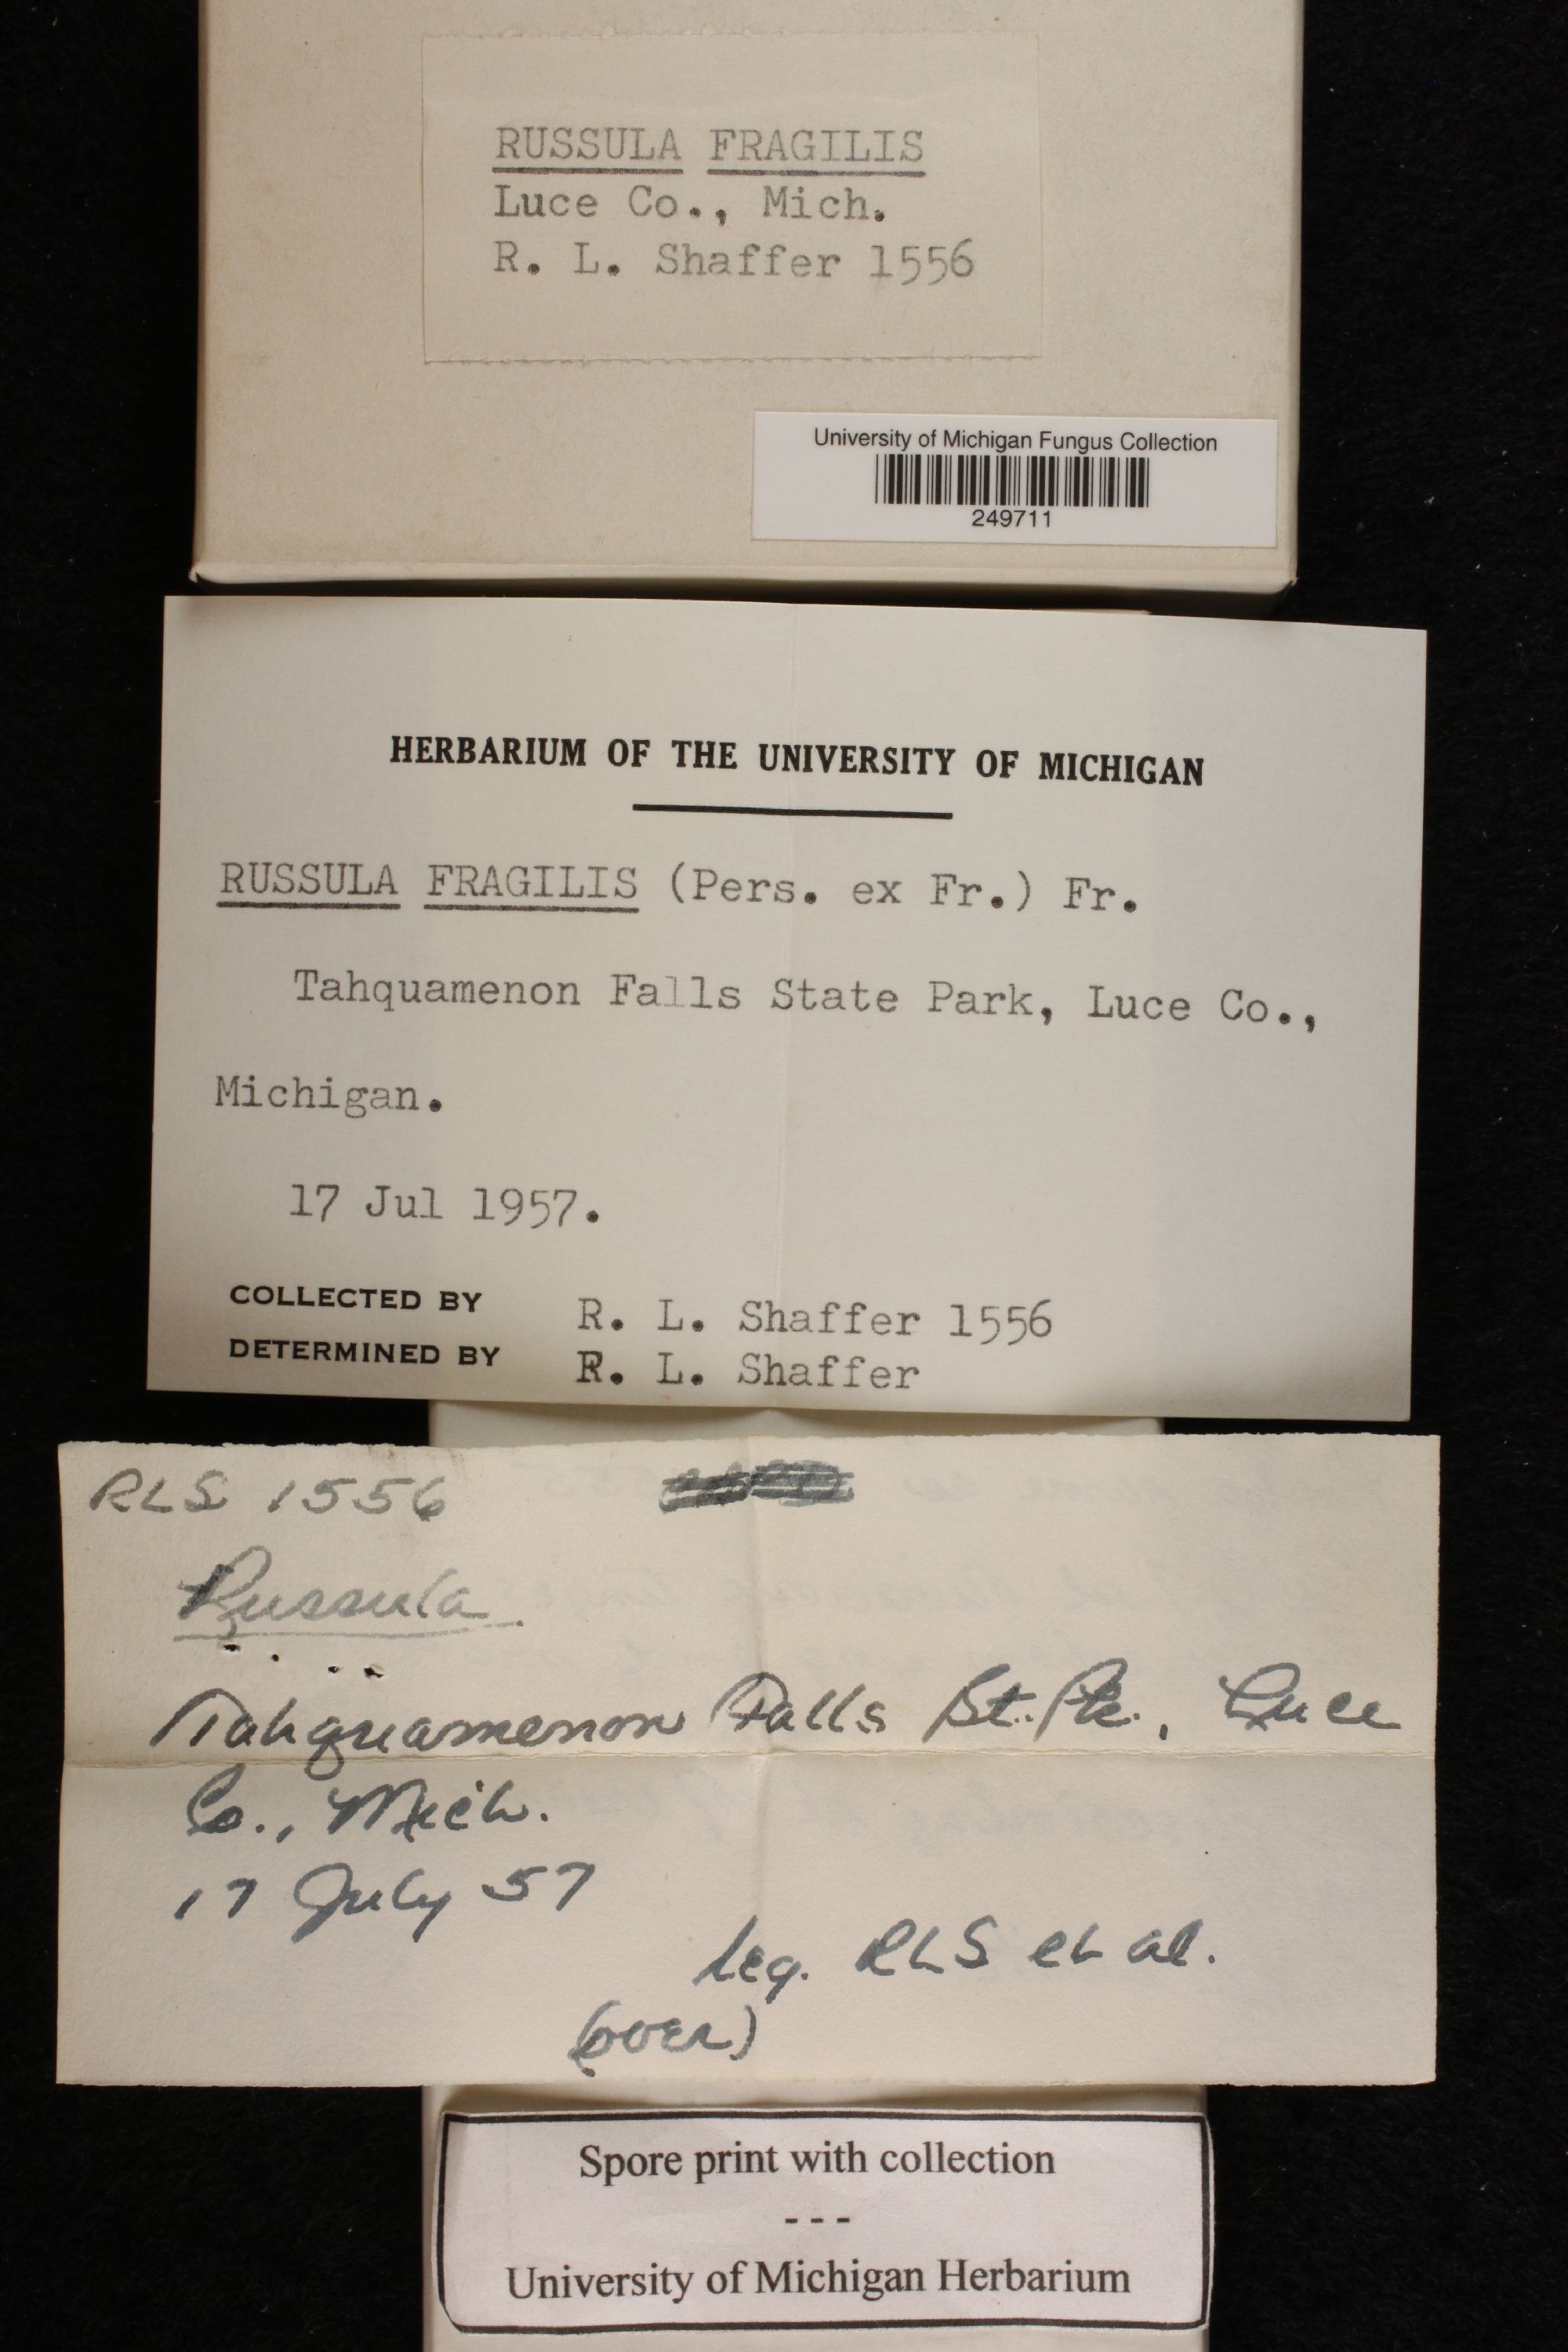 RUSSULA FRAGILIS
Luce Co., Mich.
R. L. Shaffer 1556
University of Michigan Fungus Collection
249711
HERBARIUM OF THE UNIVERSITY OF MICHIGAN
RUSSULA FRAGILIS (Pers. ex Fr.) Fr.
Tahquamenon Falls State Park, Luce Co.,
Michigan.
17 Jul 1957.
COLLECTED BY R. L. Shaffer 1556
DETERMINED BY R. L. Shaffer
RLS 1556
Russula
Tahquamenon Falls St. Pk., Luce
Co., Mich.
17 July 57
leg. RLS et al.
(over)
Spore print with collection
---
University of Michigan Herbarium